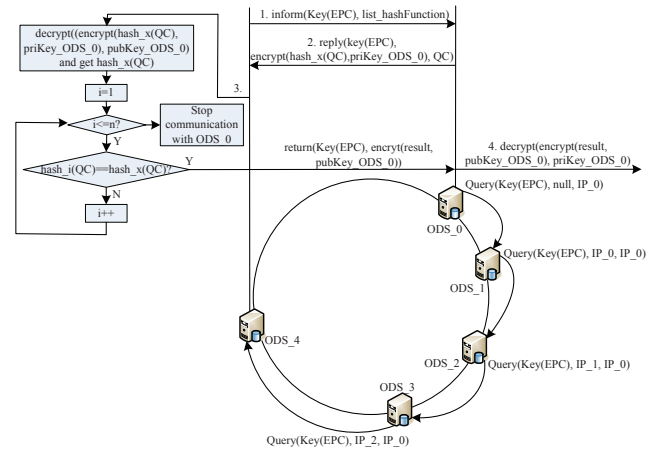 1. inform(Key(EPC), list_hashFunction)
decrypt((encrypt(hash_x(QC),
priKey_ODS_0), pubKey_ODS_0)
and get hash_x(QC)
2. reply(key(EPC),
encrypt(hash_x(QC),priKey_ODS_0), QC)
3.
i=1
i<=n?
Stop
communication
with ODS_0
Y
hash_i(QC)==hash_x(QC)?
Y
N
i++
return(Key(EPC), encryt(result,
pubKey_ODS_0))
4. decrypt(encrypt(result,
pubKey_ODS_0), priKey_ODS_0)
Query(Key(EPC), null, IP_0)
ODS_0
Query(Key(EPC), IP_0, IP_0)
ODS_1
ODS_4
ODS_2
Query(Key(EPC), IP_1, IP_0)
ODS_3
Query(Key(EPC), IP_2, IP_0)